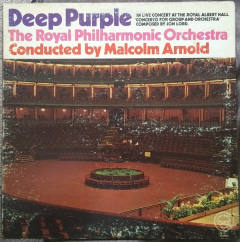 Deep Purple
IN LIVE CONCERT AT THE ROYAL ALBERT HALL
'CONCERTO FOR GROUP AND ORCHESTRA'
COMPOSED BY JON LORD.
The Royal Philharmonic Orchestra
Conducted by Malcolm Arnold